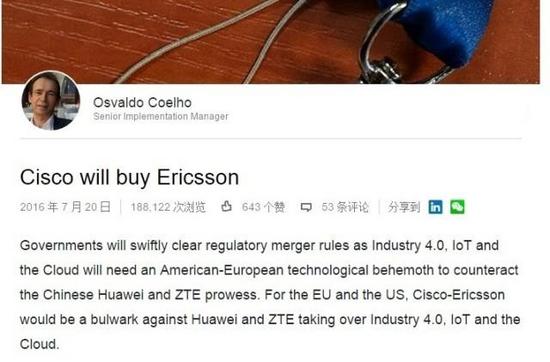 Osvaldo Coelho
Senior Implementation Manager
Cisco will buy Ericsson
2016 年 7 月 20 日 188,122 次浏览 643 个赞 53 条评论 分享到 in
Governments will swiftly clear regulatory merger rules as Industry 4.0, IoT and
the Cloud will need an American-European technological behemoth to counteract
the Chinese Huawei and ZTE prowess. For the EU and the US, Cisco-Ericsson
would be a bulwark against Huawei and ZTE taking over Industry 4.0, IoT and the
Cloud.